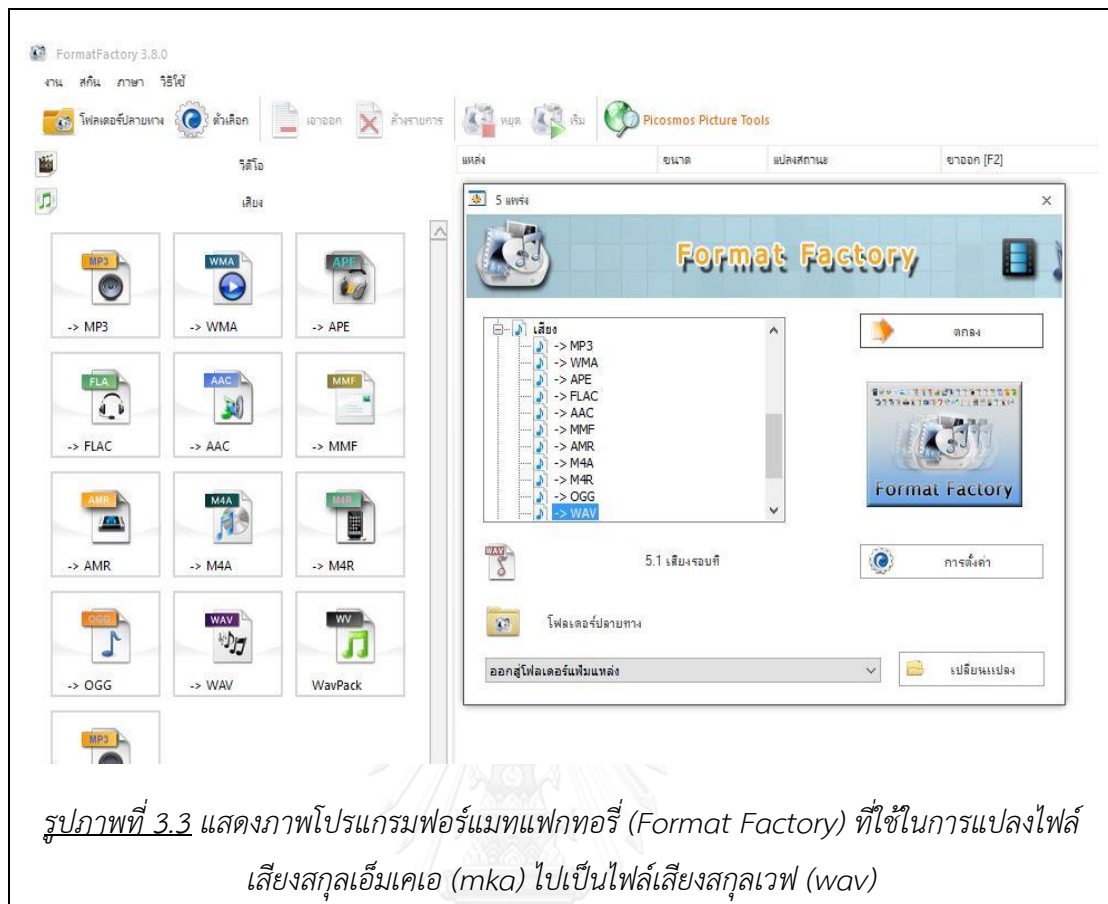 FormatFactory 3.8.0
งาน สกิน ภาษา วิธีใช้
โฟลเดอร์ปลายทาง ตัวเลือก เอาออก ล้างรายการ หยุด เริ่ม Picosmos Picture Tools
วิดีโอ
เสียง
แหล่ง ขนาด แปลงสถานะ ขาออก [F2]
MP3 WMA APE
-> MP3 -> WMA -> APE
FLA AAC MMF
-> FLAC -> AAC -> MMF
AMR M4A M4R
-> AMR -> M4A -> M4R
OGG WAV WV
-> OGG -> WAV WavPack
MP3
5 แพร่ง
Format Factory
เสียง
-> MP3
-> WMA
-> APE
-> FLAC
-> AAC
-> MMF
-> AMR
-> M4A
-> M4R
-> OGG
-> WAV
ตกลง
Format Factory
WAV
5.1 เสียงรอบที่
การตั้งค่า
โฟลเดอร์ปลายทาง
ออกสู่โฟลเดอร์แฟ้มแหล่ง
เปลี่ยนแปลง
รูปภาพที่ 3.3 แสดงภาพโปรแกรมฟอร์แมทแฟกทอรี่ (Format Factory) ที่ใช้ในการแปลงไฟล์
เสียงสกุลเอ็มเคเอ (mka) ไปเป็นไฟล์เสียงสกุลเวฟ (wav)